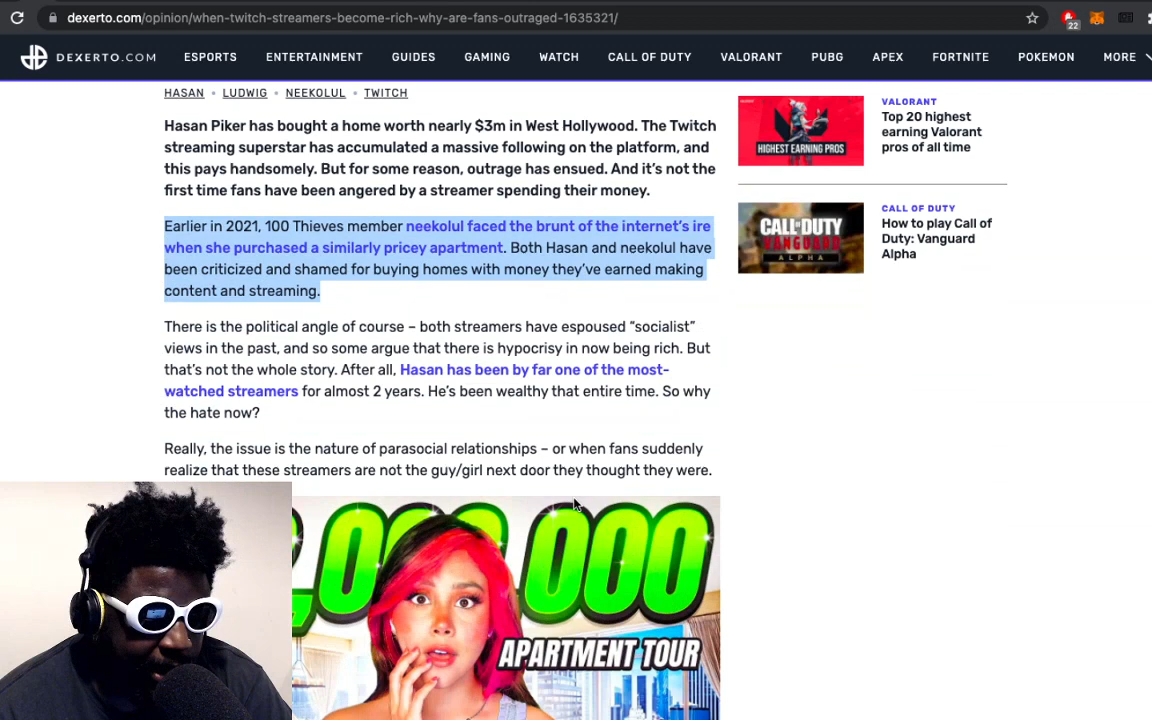 dexerto.com/opinion/when-twitch-streamers-become-rich-why-are-fans-outraged-1635321/
22
DEXERTO.COM ESPORTS ENTERTAINMENT GUIDES GAMING WATCH CALL OF DUTY VALORANT PUBG APEX FORTNITE POKEMON MORE
HASAN • LUDWIG • NEEKOLUL • TWITCH
Hasan Piker has bought a home worth nearly $3m in West Hollywood. The Twitch
streaming superstar has accumulated a massive following on the platform, and
this pays handsomely. But for some reason, outrage has ensued. And it's not the
first time fans have been angered by a streamer spending their money.
Earlier in 2021, 100 Thieves member neekolul faced the brunt of the internet's ire
when she purchased a similarly pricey apartment. Both Hasan and neekolul have
been criticized and shamed for buying homes with money they've earned making
content and streaming.
There is the political angle of course – both streamers have espoused “socialist”
views in the past, and so some argue that there is hypocrisy in now being rich. But
that's not the whole story. After all, Hasan has been by far one of the most-
watched streamers for almost 2 years. He's been wealthy that entire time. So why
the hate now?
Really, the issue is the nature of parasocial relationships – or when fans suddenly
realize that these streamers are not the guy/girl next door they thought they were.
,000,000
APARTMENT TOUR
HIGHEST EARNING PROS
VALORANT
Top 20 highest
earning Valorant
pros of all time
CALL OF DUTY
VANGUARD
ALPHA
CALL OF DUTY
How to play Call of
Duty: Vanguard
Alpha